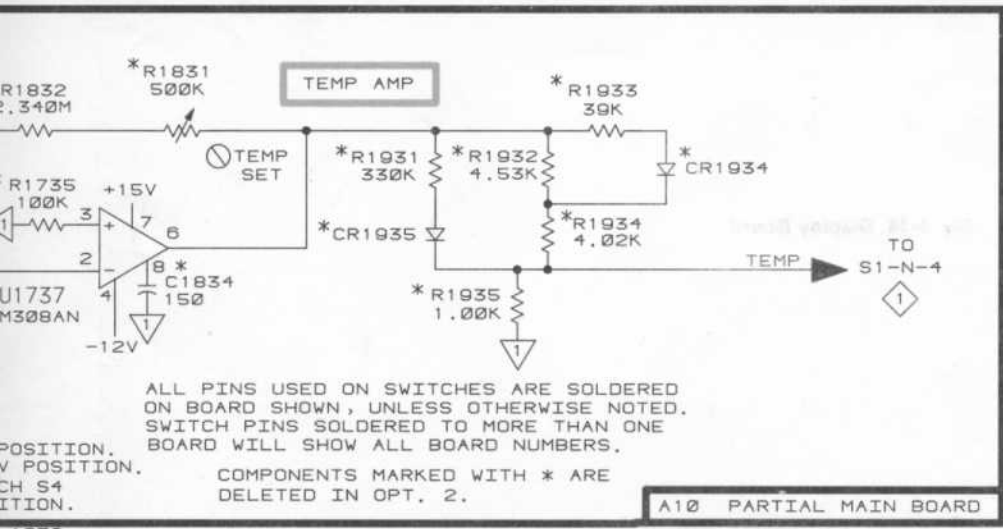 *R1831
500K
R1832
2.340M
TEMP AMP
*R1933
39K
TEMP
SET
*R1931
330K
*R1932
4.53K
*
CR1934
*R1735
100K
+15V
1
3
+
7
6
2
-
8
*
C1834
150
4
U1737
M308AN
-12V
1
*CR1935
*R1934
4.02K
TEMP
TO
S1-N-4
1
*R1935
1.00K
1
ALL PINS USED ON SWITCHES ARE SOLDERED
ON BOARD SHOWN, UNLESS OTHERWISE NOTED.
SWITCH PINS SOLDERED TO MORE THAN ONE
BOARD WILL SHOW ALL BOARD NUMBERS.
POSITION.
V POSITION.
CH S4
ITION.
COMPONENTS MARKED WITH * ARE
DELETED IN OPT. 2.
A10 PARTIAL MAIN BOARD